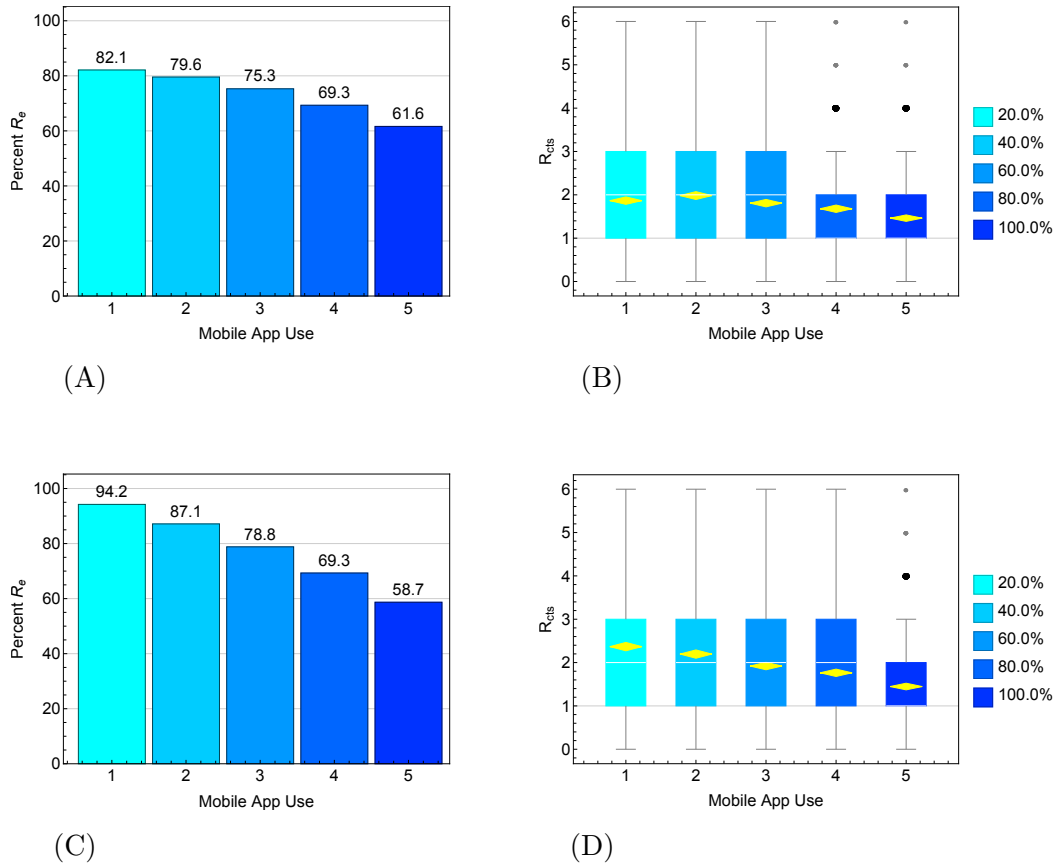 100
80
60
40
20
0
Percent Re
82.1
79.6
75.3
69.3
61.6
1 2 3 4 5
Mobile App Use
(A)
6
5
4
3
2
1
0
Rcts
1 2 3 4 5
Mobile App Use
20.0%
40.0%
60.0%
80.0%
100.0%
(B)
100
80
60
40
20
0
Percent Re
94.2
87.1
78.8
69.3
58.7
1 2 3 4 5
Mobile App Use
(C)
6
5
4
3
2
1
0
Rcts
1 2 3 4 5
Mobile App Use
20.0%
40.0%
60.0%
80.0%
100.0%
(D)